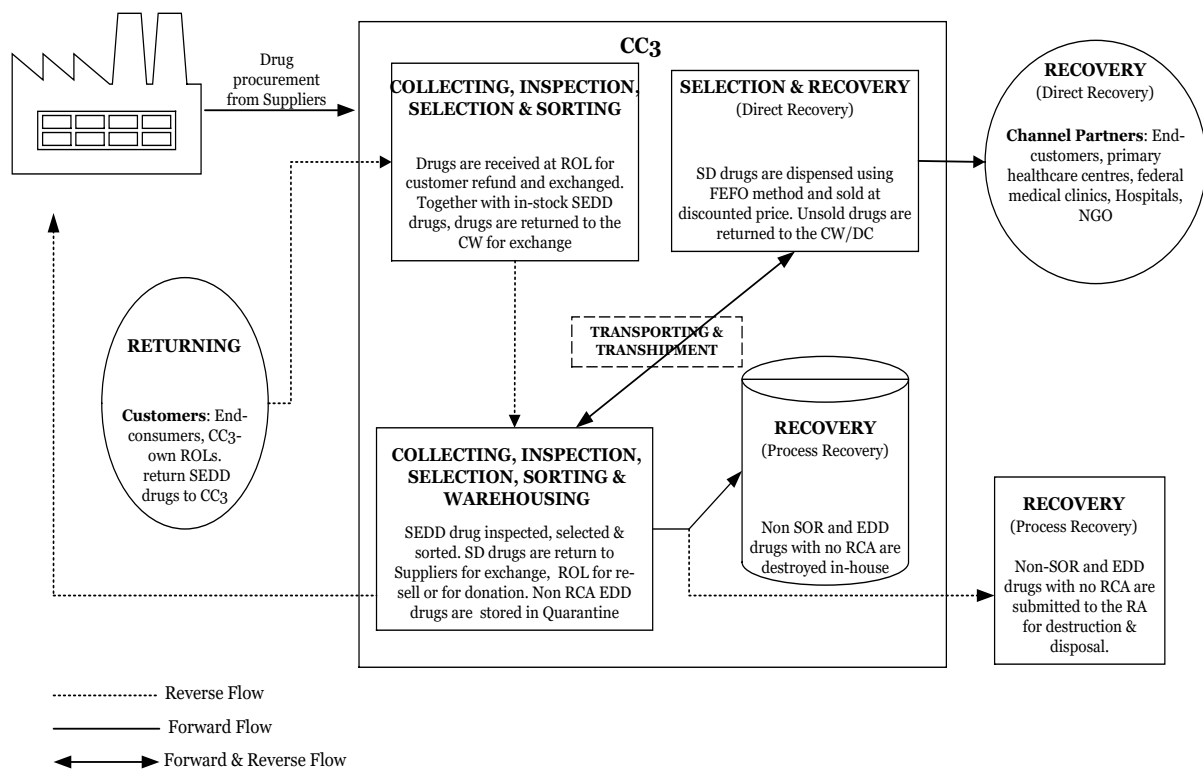 CC3
Drug
procurement
from Suppliers
COLLECTING, INSPECTION,
SELECTION & SORTING
Drugs are received at ROL for
customer refund and exchanged.
Together with in-stock SEDD
drugs, drugs are returned to the
CW for exchange
SELECTION & RECOVERY
(Direct Recovery)
SD drugs are dispensed using
FEFO method and sold at
discounted price. Unsold drugs are
returned to the CW/DC
RECOVERY
(Direct Recovery)
Channel Partners: End-
customers, primary
healthcare centres, federal
medical clinics, Hospitals,
NGO
RETURNING
Customers: End-
consumers, CC3-
own ROLs.
return SEDD
drugs to CC3
TRANSPORTING &
TRANSHIPMENT
COLLECTING, INSPECTION,
SELECTION, SORTING &
WAREHOUSING
SEDD drug inspected, selected &
sorted. SD drugs are return to
Suppliers for exchange, ROL for re-
sell or for donation. Non RCA EDD
drugs are stored in Quarantine
RECOVERY
(Process Recovery)
Non SOR and EDD
drugs with no RCA are
destroyed in-house
RECOVERY
(Process Recovery)
Non-SOR and EDD
drugs with no RCA are
submitted to the RA
for destruction &
disposal.
Reverse Flow
Forward Flow
Forward & Reverse Flow